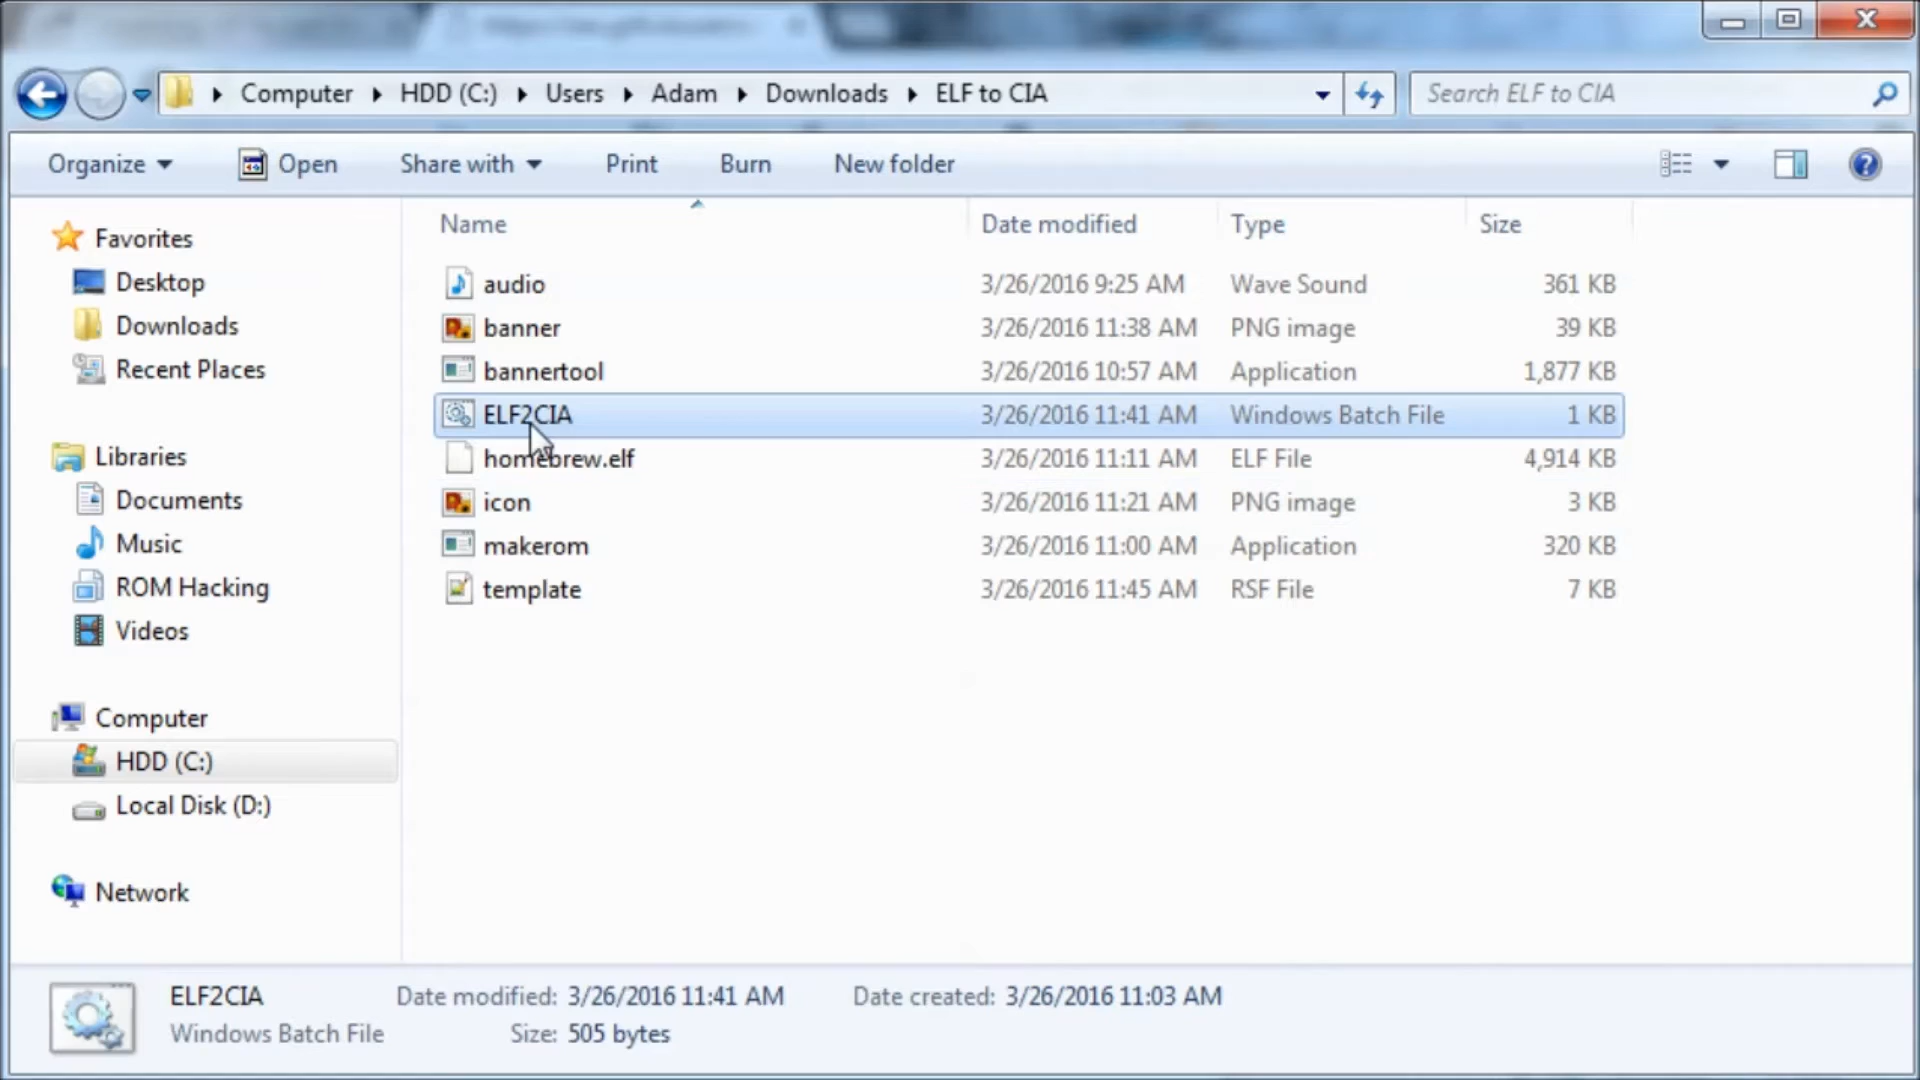 Computer HDD (C:) Users Adam Downloads ELF to CIA Search ELF to CIA
Organize Open Share with Print Burn New folder
Name Date modified Type Size
Favorites
Desktop
Downloads
Recent Places
Libraries
Documents
Music
ROM Hacking
Videos
Computer
HDD (C:)
Local Disk (D:)
Network
audio 3/26/2016 9:25 AM Wave Sound 361 KB
banner 3/26/2016 11:38 AM PNG image 39 KB
bannertool 3/26/2016 10:57 AM Application 1,877 KB
ELF2CIA 3/26/2016 11:41 AM Windows Batch File 1 KB
homebrew.elf 3/26/2016 11:11 AM ELF File 4,914 KB
icon 3/26/2016 11:21 AM PNG image 3 KB
makerom 3/26/2016 11:00 AM Application 320 KB
template 3/26/2016 11:45 AM RSF File 7 KB
ELF2CIA Date modified: 3/26/2016 11:41 AM Date created: 3/26/2016 11:03 AM
Windows Batch File Size: 505 bytes